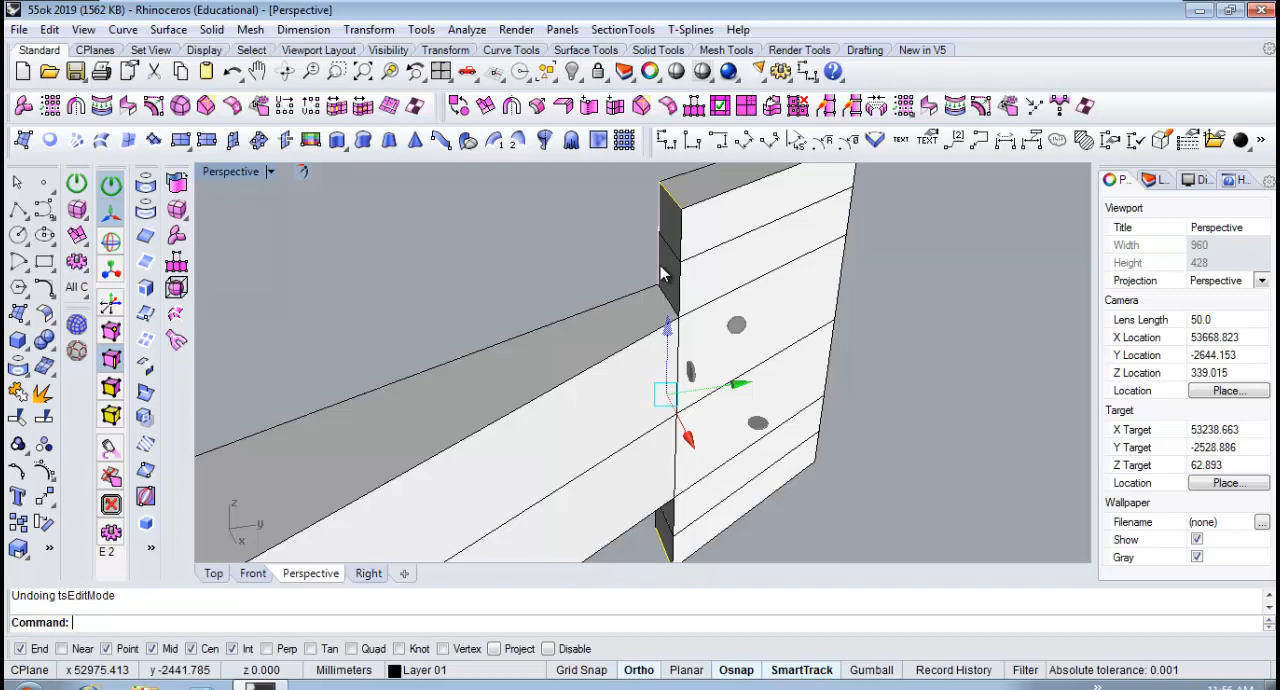 55ok 2019 (1562 KB) - Rhinoceros (Educational) - [Perspective]
File Edit View Curve Surface Solid Mesh Dimension Transform Tools Analyze Render Panels SectionTools T-Splines Help
Standard CPlanes Set View Display Select Viewport Layout Visibility Transform Curve Tools Surface Tools Solid Tools Mesh Tools Render Tools Drafting New in V5
TEXT TEXT
Perspective
P... L... Di... H...
Viewport
Title Perspective
Width 960
Height 428
Projection Perspective
Camera
Lens Length 50.0
X Location 53668.823
Y Location -2644.153
Z Location 339.015
Location Place...
Target
X Target 53238.663
Y Target -2528.886
Z Target 62.893
Location Place...
Wallpaper
Filename (none) ...
Show
Gray
All C
E 2
z
y
x
Top Front Perspective Right
Undoing tsEditMode
Command:
End Near Point Mid Cen Int Perp Tan Quad Knot Vertex Project Disable
CPlane x 52975.413 y -2441.785 z 0.000 Millimeters Layer 01 Grid Snap Ortho Planar Osnap SmartTrack Gumball Record History Filter Absolute tolerance: 0.001